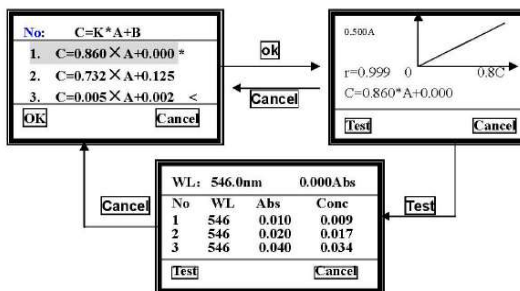 No: C=K*A+B
1. C=0.860×A+0.000 *
2. C=0.732×A+0.125
3. C=0.005×A+0.002 <
OK Cancel
ok
Cancel
0.500A
r=0.999 0 0.8C
C=0.860*A+0.000
Test Cancel
Cancel
Test
WL: 546.0nm 0.000Abs
No WL Abs Conc
1 546 0.010 0.009
2 546 0.020 0.017
3 546 0.040 0.034
Test Cancel